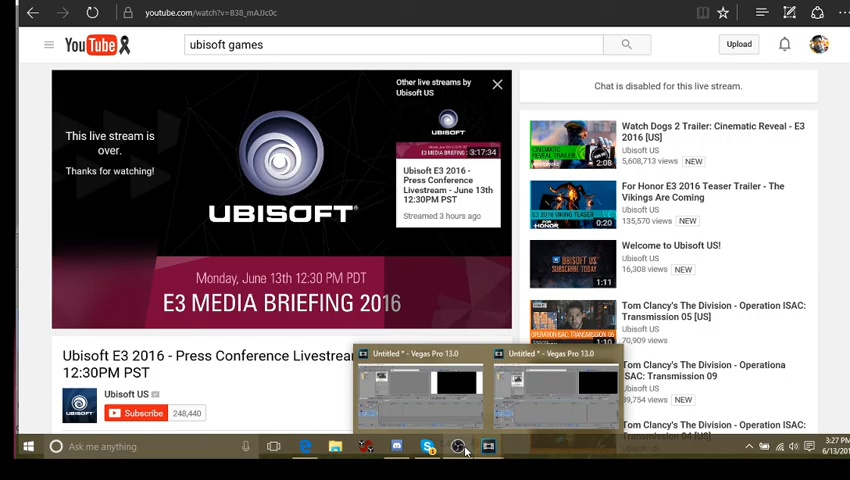 youtube.com/watch?v=B38_mAJJc0c
YouTube
ubisoft games
Upload
This live stream is
over.
Thanks for watching!
UBISOFT
Monday, June 13th 12:30 PM PDT
E3 MEDIA BRIEFING 2016
Other live streams by
Ubisoft US
UBISOFT
3:17:34
Ubisoft E3 2016 -
Press Conference
Livestream - June 13th
12:30PM PST
Streamed 3 hours ago
Chat is disabled for this live stream.
Watch Dogs 2 Trailer: Cinematic Reveal - E3
2016 [US]
Ubisoft US
5,608,713 views NEW
2:08
For Honor E3 2016 Teaser Trailer - The
Vikings Are Coming
Ubisoft US
135,570 views NEW
0:20
Welcome to Ubisoft US!
Ubisoft US
16,308 views NEW
1:11
Tom Clancy's The Division - Operation ISAC:
Transmission 05 [US]
Ubisoft US
70,909 views
1:10
Tom Clancy's The Division - Operationa
ISAC: Transmission 09
Ubisoft US
39,754 views NEW
Tom Clancy's The Division - Operation ISAC:
Transmission 04 [US]
Ubisoft US
Ubisoft E3 2016 - Press Conference Livestrea
12:30PM PST
Ubisoft US
Subscribe 248,440
Untitled * - Vegas Pro 13.0
Untitled * - Vegas Pro 13.0
Ask me anything
3:27 PM
6/13/201